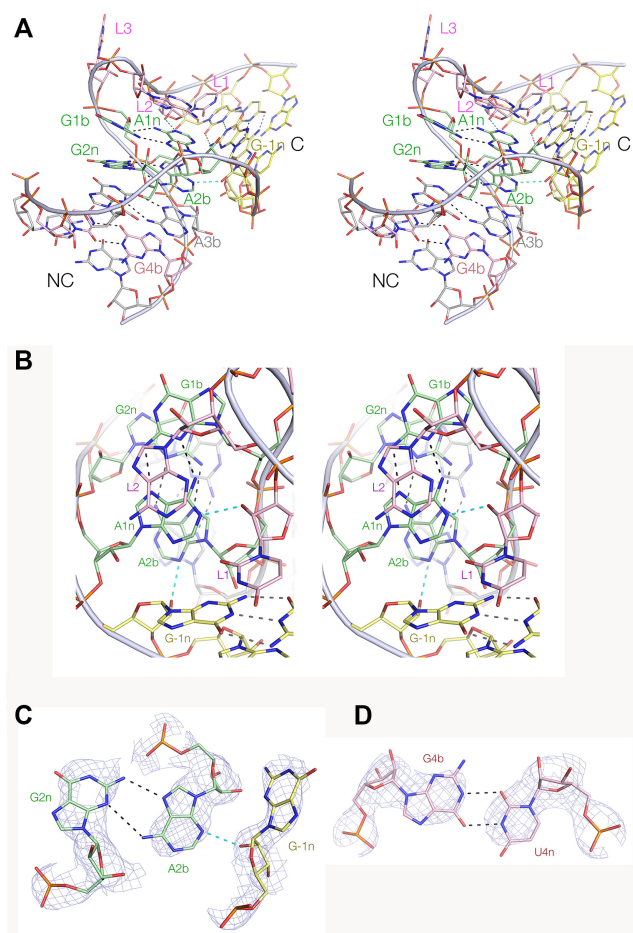 A
L3
L3
L1
L1
L2
L2
G1b
A1n
G1b
A1n
G-1n
C
G-1n
C
G2n
G2n
A2b
A2b
A3b
A3b
G4b
G4b
NC
NC
B
G1b
G1b
G2n
G2n
L2
L2
A1n
A1n
A2b
A2b
L1
L1
G-1n
G-1n
C
D
G2n
A2b
G-1n
G4b
U4n